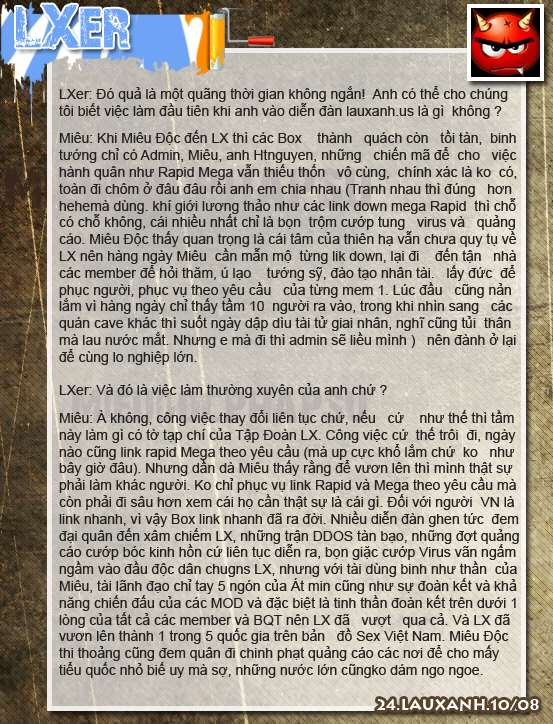 LXER
LXer: Đó quả là một quãng thời gian không ngắn! Anh có thể cho chúng
tôi biết việc làm đầu tiên khi anh vào diễn đàn lauxanh.us là gì không ?
Miêu: Khi Miêu Độc đến LX thì các Box thành quách còn tồi tàn, binh
tướng chỉ có Admin, Miêu, anh Htnguyen, những chiến mã để cho việc
hành quân như Rapid Mega vẫn thiếu thốn vô cùng, chính xác là ko có,
toàn đi chôm ở đâu đâu rồi anh em chia nhau (Tranh nhau thì đúng hơn
hehemà dùng. khí giới lương thảo như các link down mega Rapid thì chỗ
có chỗ không, cái nhiều nhất chỉ là bọn trộm cướp tung virus và quảng
cáo. Miêu Độc thấy quan trọng là cái tâm của thiên hạ vẫn chưa quy tụ về
LX nên hàng ngày Miêu cần mẫn mộ từng lik down, lại đi đến tận nhà
các member để hỏi thăm, ủ lạo tướng sỹ, đào tạo nhân tài. lấy đức để
phục người, phục vụ theo yêu cầu của từng mem 1. Lúc đầu cũng nản
lắm vì hàng ngày chỉ thấy tầm 10 người ra vào, trong khi nhìn sang các
quán cave khác thì suốt ngày dập dìu tài tử giai nhân, nghĩ cũng tủi thân
mà lau nước mắt. Nhưng e mà đi thì admin sẽ liều mình ) nên đành ở lại
để cùng lo nghiệp lớn.
LXer: Và đó là việc làm thường xuyên của anh chứ ?
Miêu: À không, công việc thay đổi liên tục chứ, nếu cứ như thế thì tầm
này làm gì có tờ tạp chí của Tập Đoàn LX. Công việc cứ thế trôi đi, ngày
nào cũng link rapid Mega theo yêu cầu (mà up cực khổ lắm chứ ko như
bây giờ đâu). Nhưng dần dà Miêu thấy rằng để vươn lên thì mình thật sự
phải làm khác người. Ko chỉ phục vụ link Rapid và Mega theo yêu cầu mà
còn phải đi sâu hơn xem cái họ cần thật sự là cái gì. Đối với người VN là
link nhanh, vì vậy Box link nhanh đã ra đời. Nhiều diễn đàn ghen tức đem
đại quân đến xâm chiếm LX, những trận DDOS tàn bạo, những đợt quảng
cáo cướp bóc kinh hồn cứ liên tục diễn ra, bọn giặc cướp Virus vãn ngấm
ngầm vào đầu độc dân chugns LX, nhưng với tài dùng binh như thần của
Miêu, tài lãnh đạo chỉ tay 5 ngón của Át min cũng như sự đoàn kết và khả
năng chiến đấu của các MOD và đặc biệt là tinh thần đoàn kết trên dưới 1
lòng của tất cả các member và BQT nên LX đã vượt qua cả. Và LX đã
vươn lên thành 1 trong 5 quốc gia trên bản đồ Sex Việt Nam. Miêu Độc
thi thoảng cũng đem quân đi chinh phạt quảng cáo các nơi để cho mấy
tiểu quốc nhỏ biế uy mà sợ, những nước lớn cũngko dám ngo ngoe.
24.LAUXANH.10/08